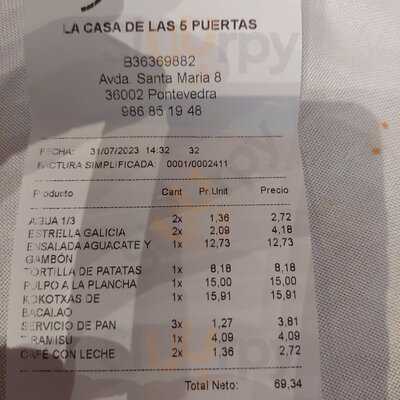 LA CASA DE LAS 5 PUERTAS
B36369882
Avda. Santa Maria 8
36002 Pontevedra
986 85 19 48
FECHA: 31/07/2023 14:32 32
FACTURA SIMPLIFICADA: 0001/0002411
Producto Cant Pr.Unit Precio
AGUA 1/3 2x 1,36 2,72
ESTRELLA GALICIA 2x 2,09 4,18
ENSALADA AGUACATE Y 1x 12,73 12,73
GAMBÓN
TORTILLA DE PATATAS 1x 8,18 8,18
PULPO A LA PLANCHA 1x 15,00 15,00
KOKOTXAS DE 1x 15,91 15,91
BACALAO
SERVICIO DE PAN 3x 1,27 3,81
TIRAMISÚ 1x 4,09 4,09
CAFÉ CON LECHE 2x 1,36 2,72
Total Neto: 69,34